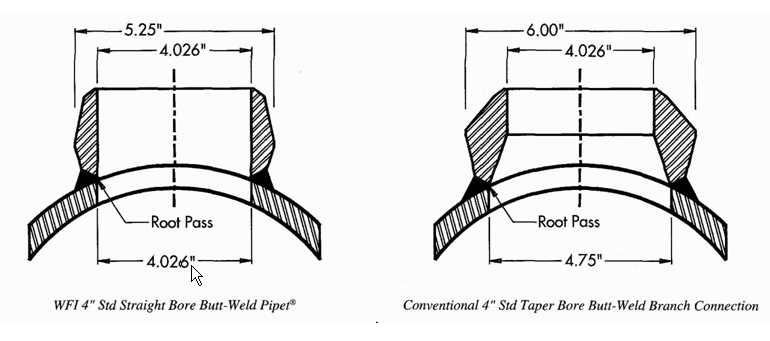 5.25"
4.026"
Root Pass
4.026"
WFI 4" Std Straight Bore Butt-Weld Pipet®
6.00"
4.026"
Root Pass
4.75"
Conventional 4" Std Taper Bore Butt-Weld Branch Connection